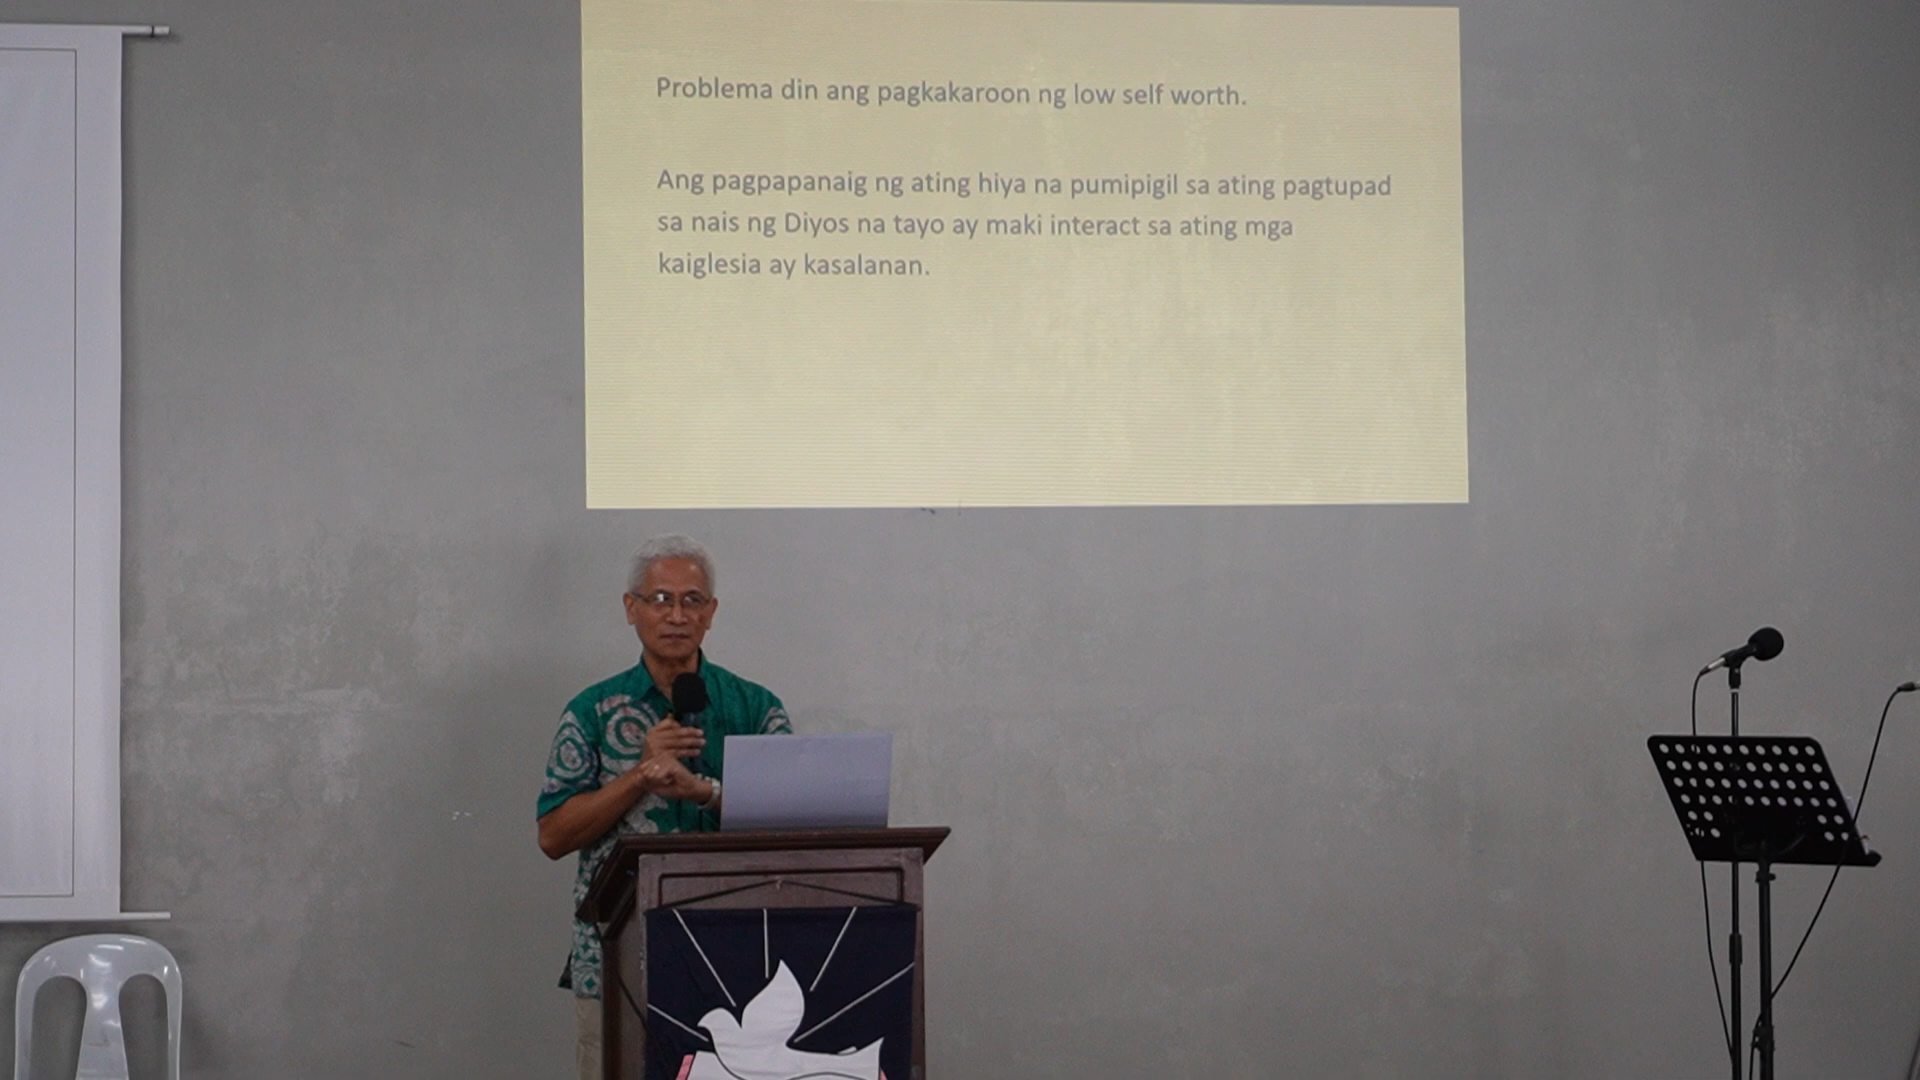 Problema din ang pagkakaroon ng low self worth.
Ang pagpapanaig ng ating hiya na pumipigil sa ating pagtupad
sa nais ng Diyos na tayo ay maki interact sa ating mga
kaiglesia ay kasalanan.